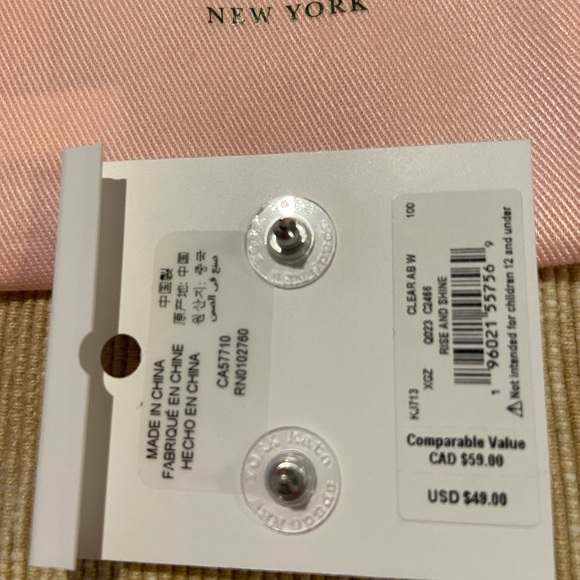 NEW YORK
中国製
原产地: 中国
원산지: 중국
صنع في الصين
MADE IN CHINA
FABRIQUÉ EN CHINE
HECHO EN CHINA
CA57710
RN0102760
YORK Kate
NEW
KJ713 CLEAR AB W 100
XGZ Q023 C2466
RISE AND SHINE
1 96021 55756 9
⚠ Not intended for children 12 and under
Comparable Value
CAD $59.00
USD $49.00